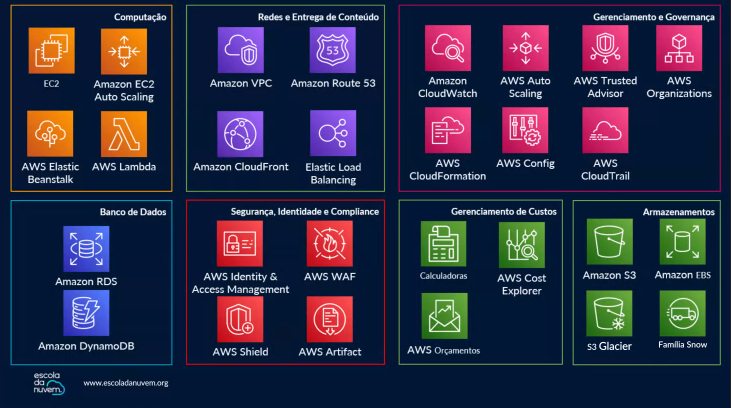 Computação
EC2
Amazon EC2
Auto Scaling
AWS Elastic
Beanstalk
AWS Lambda
Redes e Entrega de Conteúdo
Amazon VPC
53
Amazon Route 53
Amazon CloudFront
Elastic Load
Balancing
Gerenciamento e Governança
Amazon
CloudWatch
AWS Auto
Scaling
AWS Trusted
Advisor
AWS
Organizations
AWS
CloudFormation
AWS Config
AWS
CloudTrail
Banco de Dados
Amazon RDS
Amazon DynamoDB
Segurança, Identidade e Compliance
AWS Identity &
Access Management
AWS WAF
AWS Shield
AWS Artifact
Gerenciamento de Custos
Calculadoras
AWS Cost
Explorer
AWS Orçamentos
Armazenamentos
Amazon S3
Amazon EBS
S3 Glacier
Família Snow
escola
da
nuvem
www.escoladanuvem.org